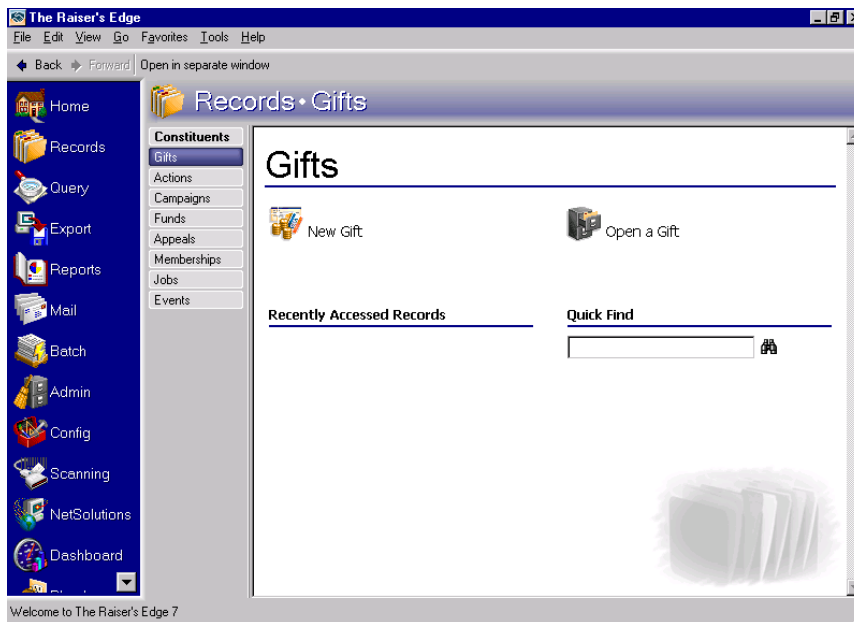 The Raiser's Edge
File Edit View Go Favorites Tools Help
Back Forward Open in separate window
Records · Gifts
Home
Records
Query
Export
Reports
Mail
Batch
Admin
Config
Scanning
NetSolutions
Dashboard
Constituents
Gifts
Actions
Campaigns
Funds
Appeals
Memberships
Jobs
Events
Gifts
New Gift
Open a Gift
Recently Accessed Records
Quick Find
Welcome to The Raiser's Edge 7